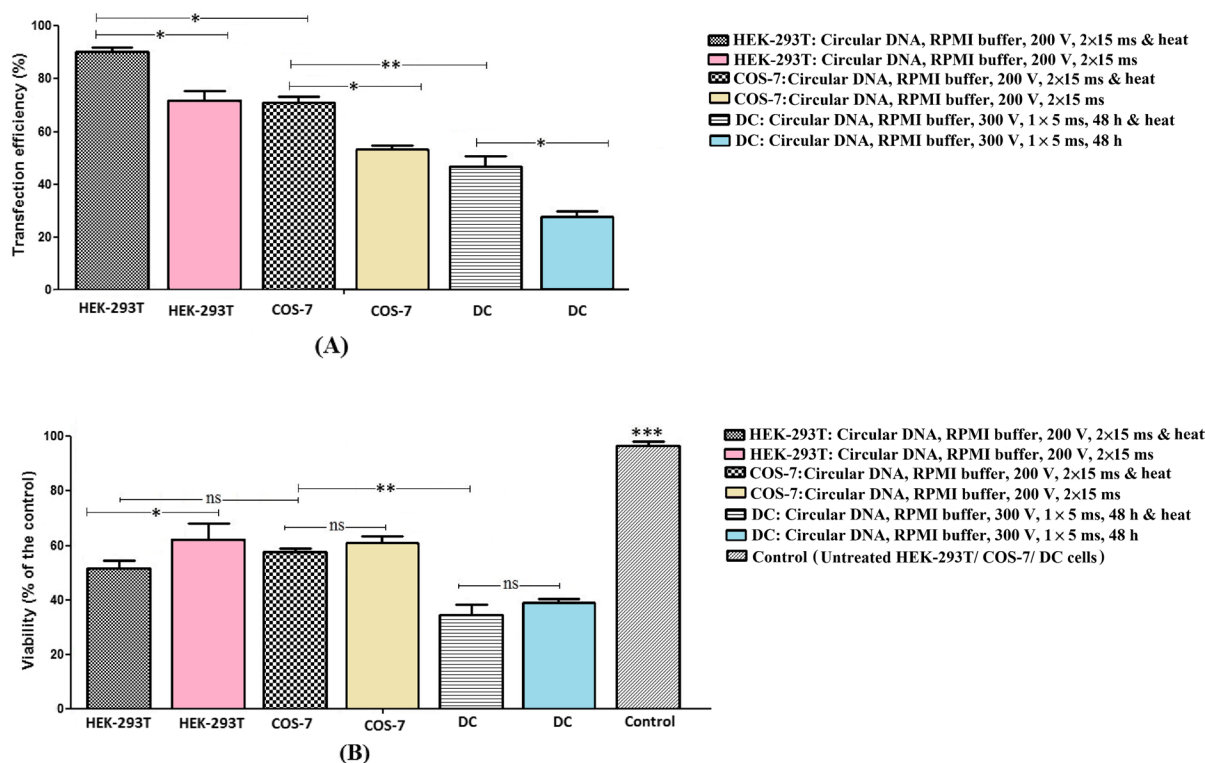 Transfection efficiency (%)
100
80
60
40
20
0
*
*
**
*
*
HEK-293T
HEK-293T
COS-7
COS-7
DC
DC
(A)
HEK-293T: Circular DNA, RPMI buffer, 200 V, 2×15 ms & heat
HEK-293T: Circular DNA, RPMI buffer, 200 V, 2×15 ms
COS-7:Circular DNA, RPMI buffer, 200 V, 2×15 ms & heat
COS-7:Circular DNA, RPMI buffer, 200 V, 2×15 ms
DC: Circular DNA, RPMI buffer, 300 V, 1× 5 ms, 48 h & heat
DC: Circular DNA, RPMI buffer, 300 V, 1× 5 ms, 48 h
Viability (% of the control)
100
80
60
40
20
0
***
ns
**
*
ns
ns
HEK-293T
HEK-293T
COS-7
COS-7
DC
DC
Control
(B)
HEK-293T: Circular DNA, RPMI buffer, 200 V, 2×15 ms & heat
HEK-293T: Circular DNA, RPMI buffer, 200 V, 2×15 ms
COS-7:Circular DNA, RPMI buffer, 200 V, 2×15 ms & heat
COS-7:Circular DNA, RPMI buffer, 200 V, 2×15 ms
DC: Circular DNA, RPMI buffer, 300 V, 1× 5 ms, 48 h & heat
DC: Circular DNA, RPMI buffer, 300 V, 1× 5 ms, 48 h
Control (Untreated HEK-293T/ COS-7/ DC cells)